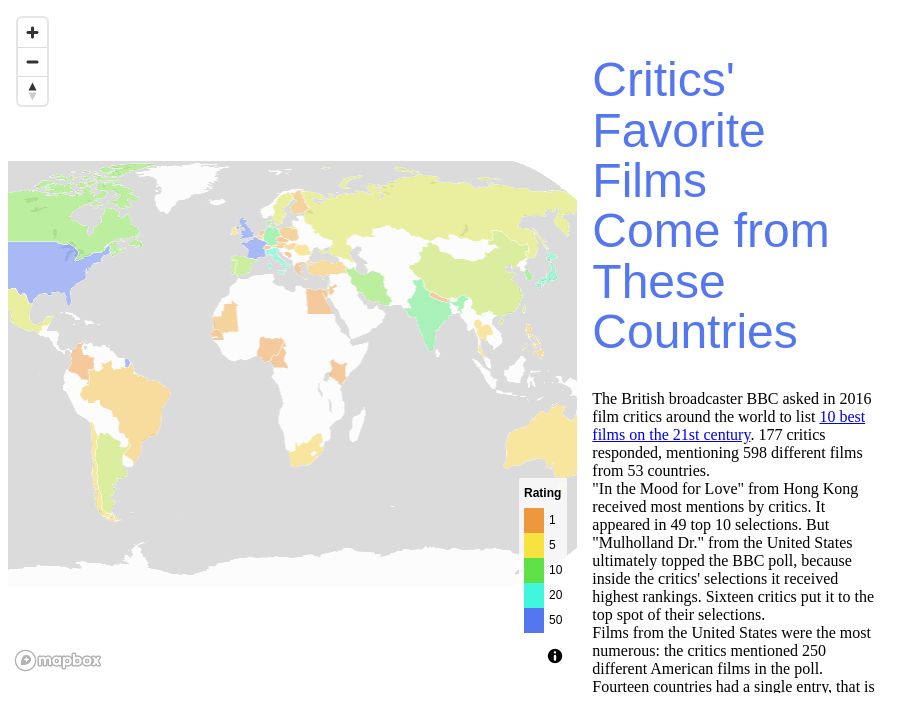 Critics'
Favorite
Films
Come from
These
Countries
The British broadcaster BBC asked in 2016
film critics around the world to list 10 best
films on the 21st century. 177 critics
responded, mentioning 598 different films
from 53 countries.
"In the Mood for Love" from Hong Kong
received most mentions by critics. It
appeared in 49 top 10 selections. But
"Mulholland Dr." from the United States
ultimately topped the BBC poll, because
inside the critics' selections it received
highest rankings. Sixteen critics put it to the
top spot of their selections.
Films from the United States were the most
numerous: the critics mentioned 250
different American films in the poll.
Fourteen countries had a single entry, that is
Rating
1
5
10
20
50
mapbox